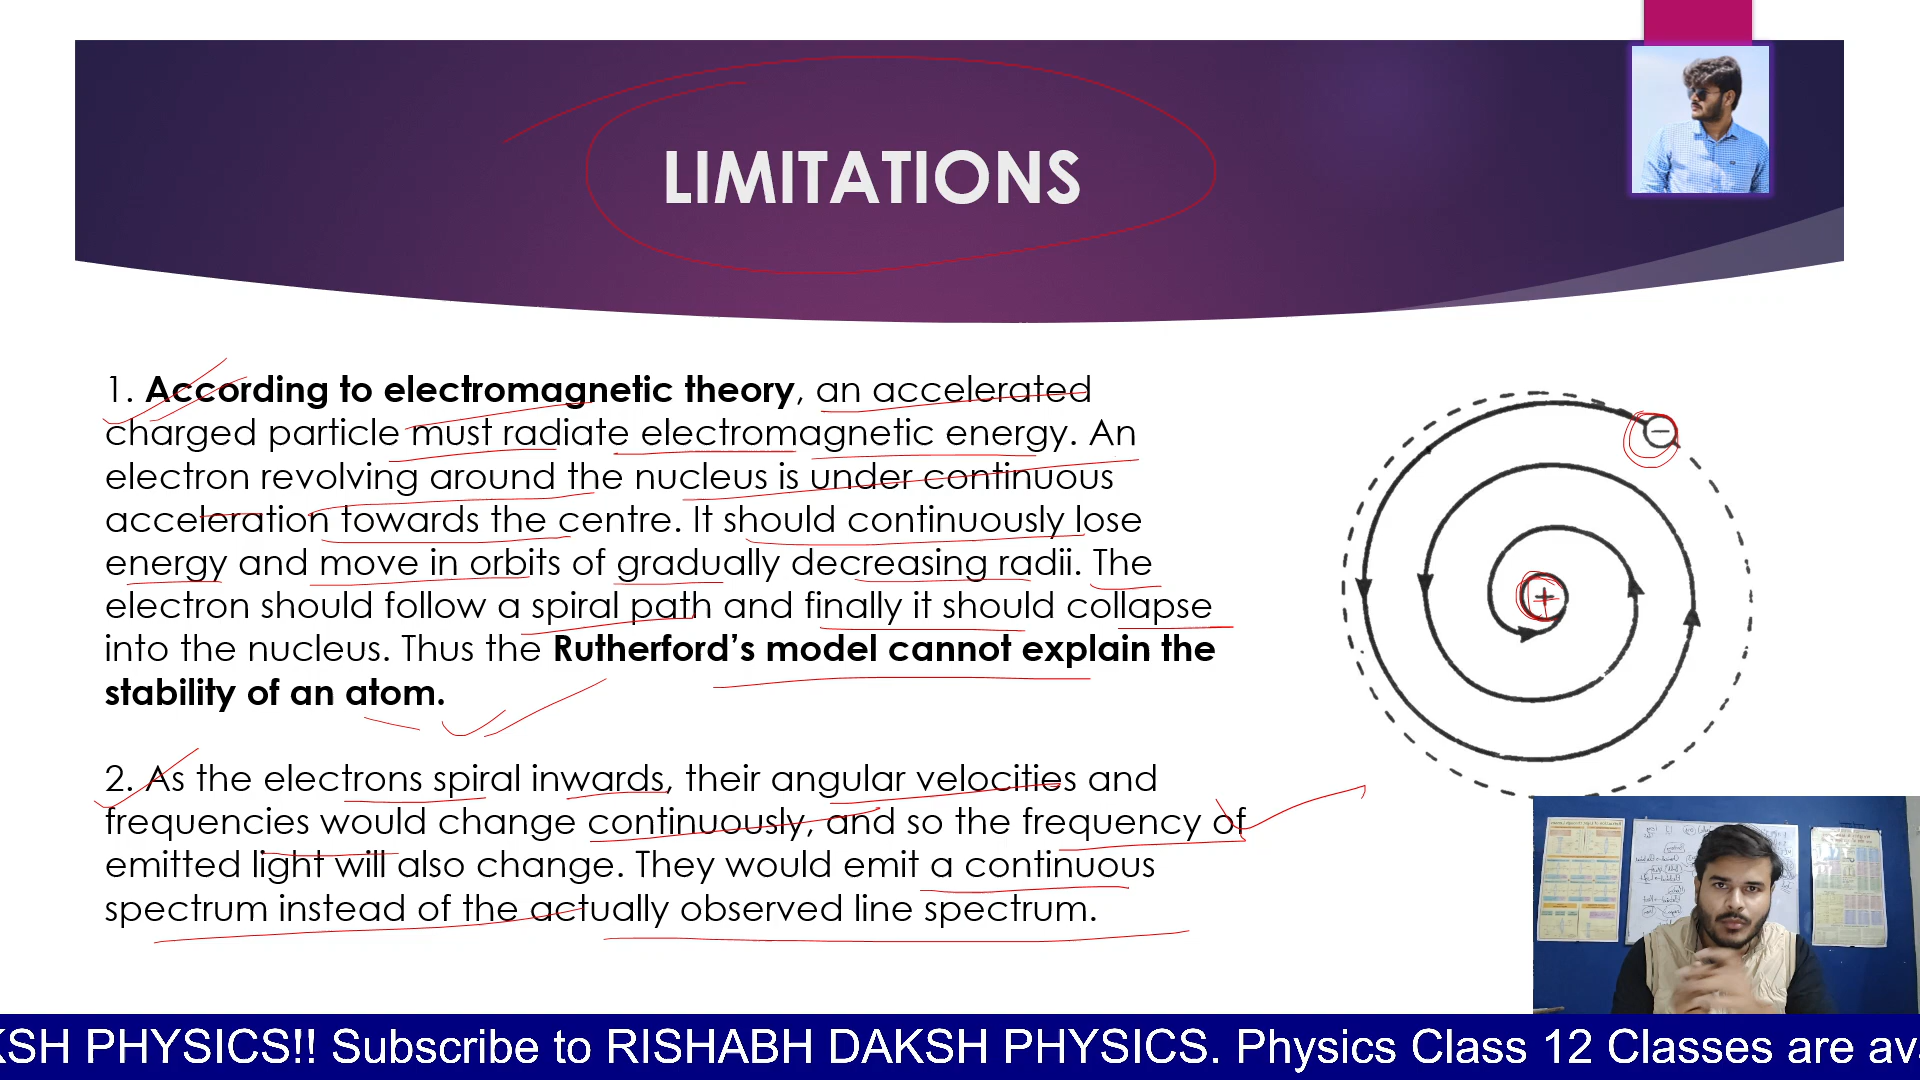 LIMITATIONS
1. According to electromagnetic theory, an accelerated
charged particle must radiate electromagnetic energy. An
electron revolving around the nucleus is under continuous
acceleration towards the centre. It should continuously lose
energy and move in orbits of gradually decreasing radii. The
electron should follow a spiral path and finally it should collapse
into the nucleus. Thus the Rutherford’s model cannot explain the
stability of an atom.
2. As the electrons spiral inwards, their angular velocities and
frequencies would change continuously, and so the frequency of
emitted light will also change. They would emit a continuous
spectrum instead of the actually observed line spectrum.
−
+
KSH PHYSICS!! Subscribe to RISHABH DAKSH PHYSICS. Physics Class 12 Classes are av